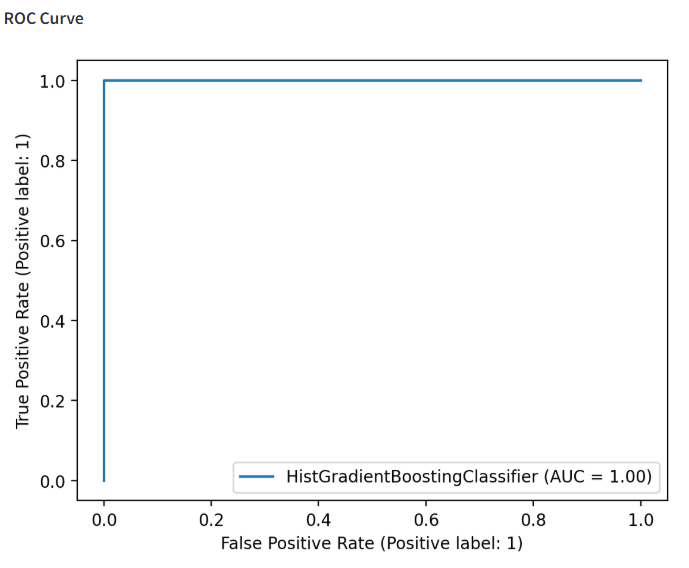 ROC Curve
True Positive Rate (Positive label: 1)
1.0
0.8
0.6
0.4
0.2
0.0
HistGradientBoostingClassifier (AUC = 1.00)
0.0 0.2 0.4 0.6 0.8 1.0
False Positive Rate (Positive label: 1)